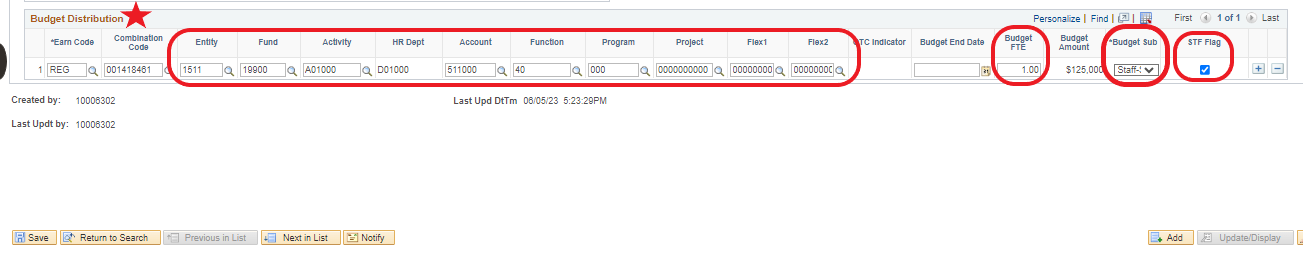 Budget Distribution
Personalize | Find | First 1 of 1 Last
*Earn Code Combination Code Entity Fund Activity HR Dept Account Function Program Project Flex1 Flex2 CTC Indicator Budget End Date Budget FTE Budget Amount *Budget Sub STF Flag
1 REG 001418461 1511 19900 A01000 D01000 511000 40 000 0000000000 00000000 00000000 1.00 $125,000
Created by: 10006302 Last Upd DtTm 06/05/23 5:23:29PM
Last Updt by: 10006302
Save Return to Search Previous in List Next in List Notify Add Update/Display